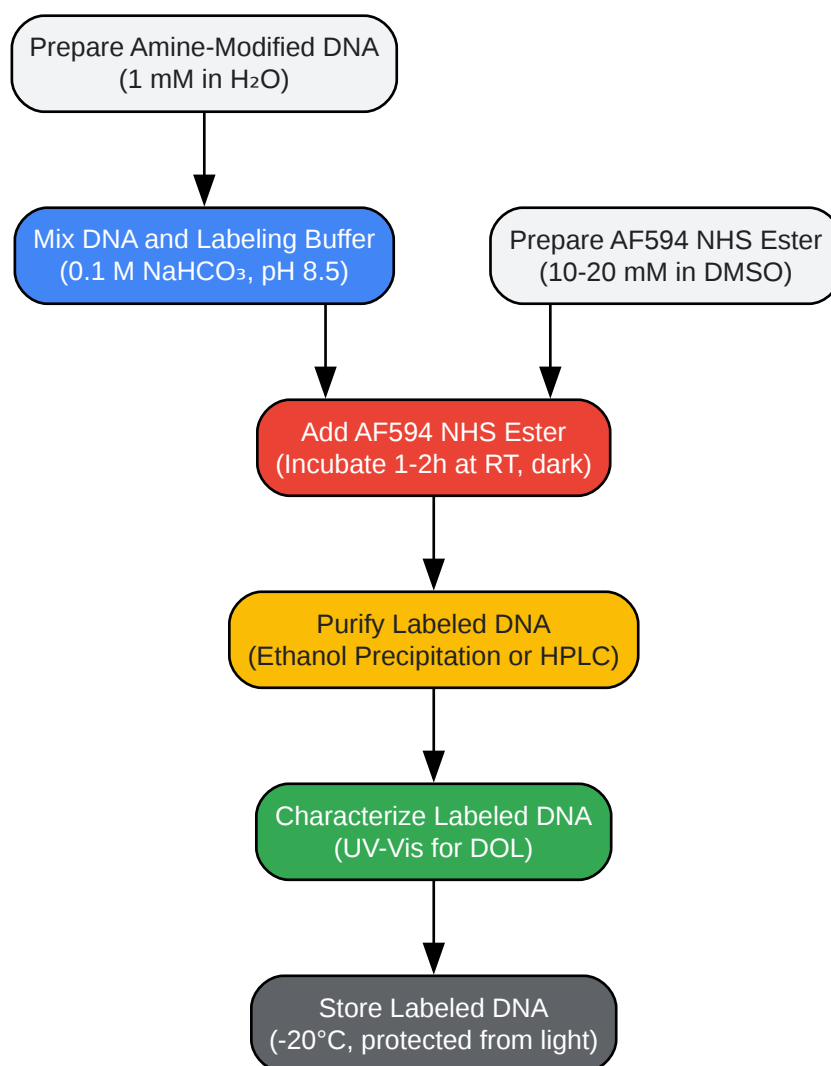 Prepare Amine-Modified DNA
(1 mM in H₂O)
Mix DNA and Labeling Buffer
(0.1 M NaHCO₃, pH 8.5)
Prepare AF594 NHS Ester
(10-20 mM in DMSO)
Add AF594 NHS Ester
(Incubate 1-2h at RT, dark)
Purify Labeled DNA
(Ethanol Precipitation or HPLC)
Characterize Labeled DNA
(UV-Vis for DOL)
Store Labeled DNA
(-20°C, protected from light)